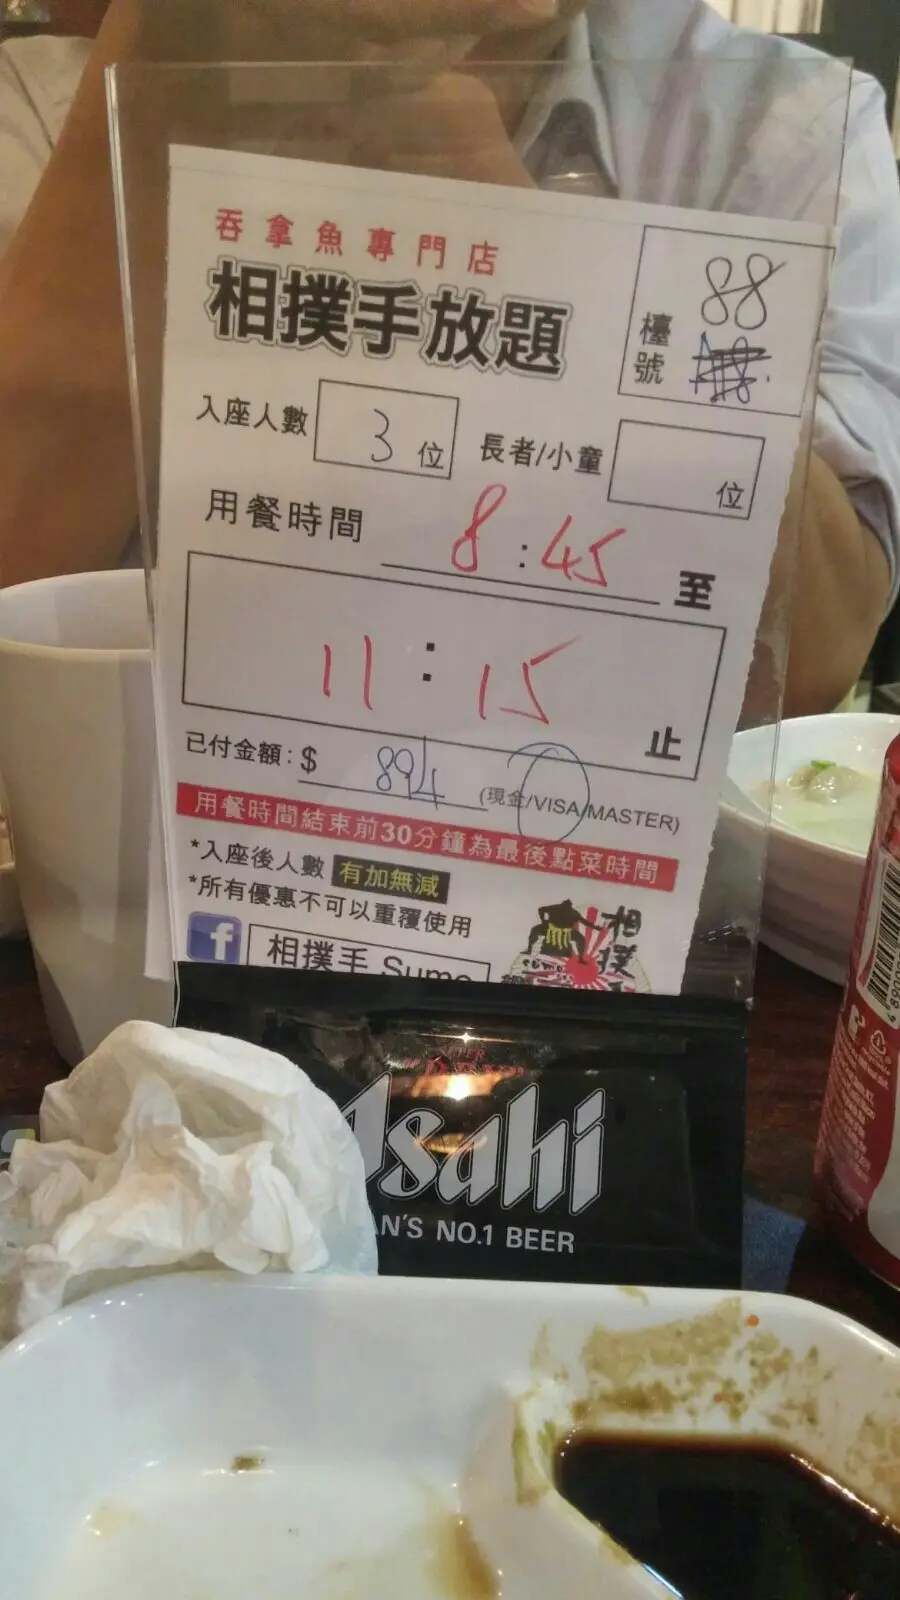 吞拿魚專門店
相撲手放題
檯號 88
入座人數 3 位 長者/小童 位
用餐時間 8:45 至
11:15 止
已付金額: $ 894 (現金/VISA/MASTER)
用餐時間結束前30分鐘為最後點菜時間
*入座後人數 有加無減
*所有優惠不可以重覆使用
f 相撲手 Sumo
相撲
Asahi
AN'S NO.1 BEER